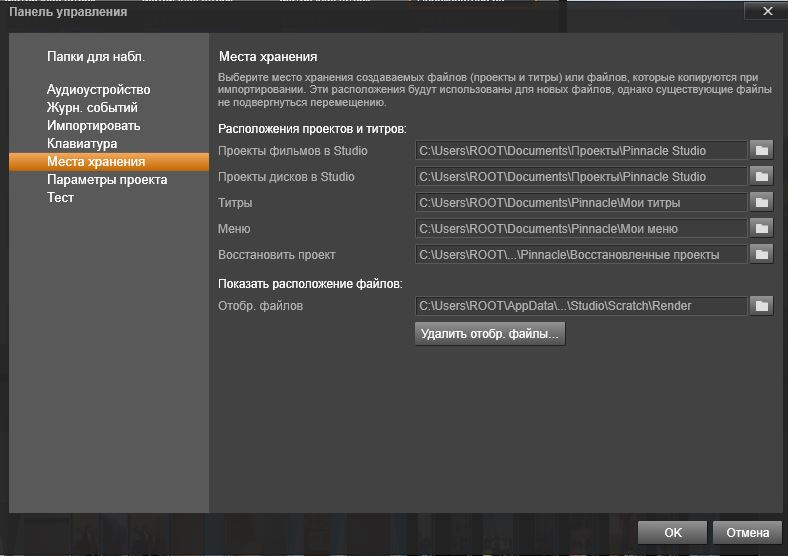 Панель управления
Папки для набл.
Аудиоустройство
Журн. событий
Импортировать
Клавиатура
Места хранения
Параметры проекта
Тест
Места хранения
Выберите место хранения создаваемых файлов (проекты и титры) или файлов, которые копируются при
импортировании. Эти расположения будут использованы для новых файлов, однако существующие файлы
не подвергнуться перемещению.
Расположения проектов и титров:
Проекты фильмов в Studio C:\Users\ROOT\Documents\Проекты\Pinnacle Studio
Проекты дисков в Studio C:\Users\ROOT\Documents\Проекты\Pinnacle Studio
Титры C:\Users\ROOT\Documents\Pinnacle\Мои титры
Меню C:\Users\ROOT\Documents\Pinnacle\Мои меню
Восстановить проект C:\Users\ROOT\...\Pinnacle\Восстановленные проекты
Показать расположение файлов:
Отобр. файлов C:\Users\ROOT\AppData\...\Studio\Scratch\Render
Удалить отобр. файлы...
OK Отмена